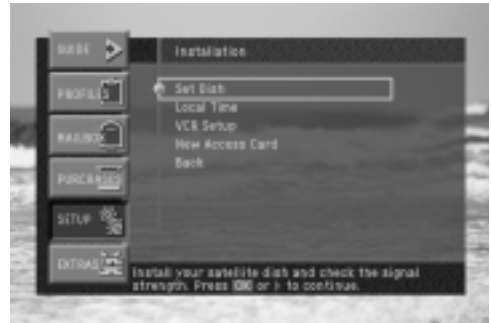 GUIDE
Installation
PROFILES
Set Dish
Local Time
VCR Setup
New Access Card
Back
MAILBOX
PURCHASES
SETUP
EXTRAS
Install your satellite dish and check the signal
strength. Press OK or to continue.